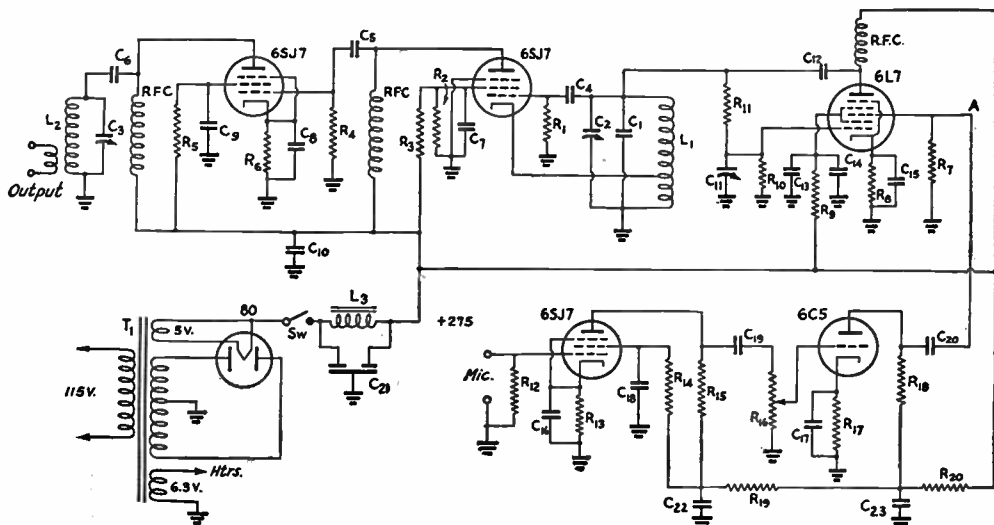 C6
6SJ7
C5
6SJ7
R.F.C.
C12
6L7
L2
C3
RFC
R5
C9
R6
C8
R4
RFC
R3
R2
C7
R1
C4
C2
C1
L1
R11
C11
R10
C13
C14
R9
R8
C15
R7
A
Output
C10
T1
5V.
80
Sw
L3
+275
C21
115V.
6.3V.
Htrs.
6SJ7
Mic.
R12
C16
R13
C18
R14
R15
C19
R16
6C5
C17
R17
R18
C20
C22
R19
C23
R20